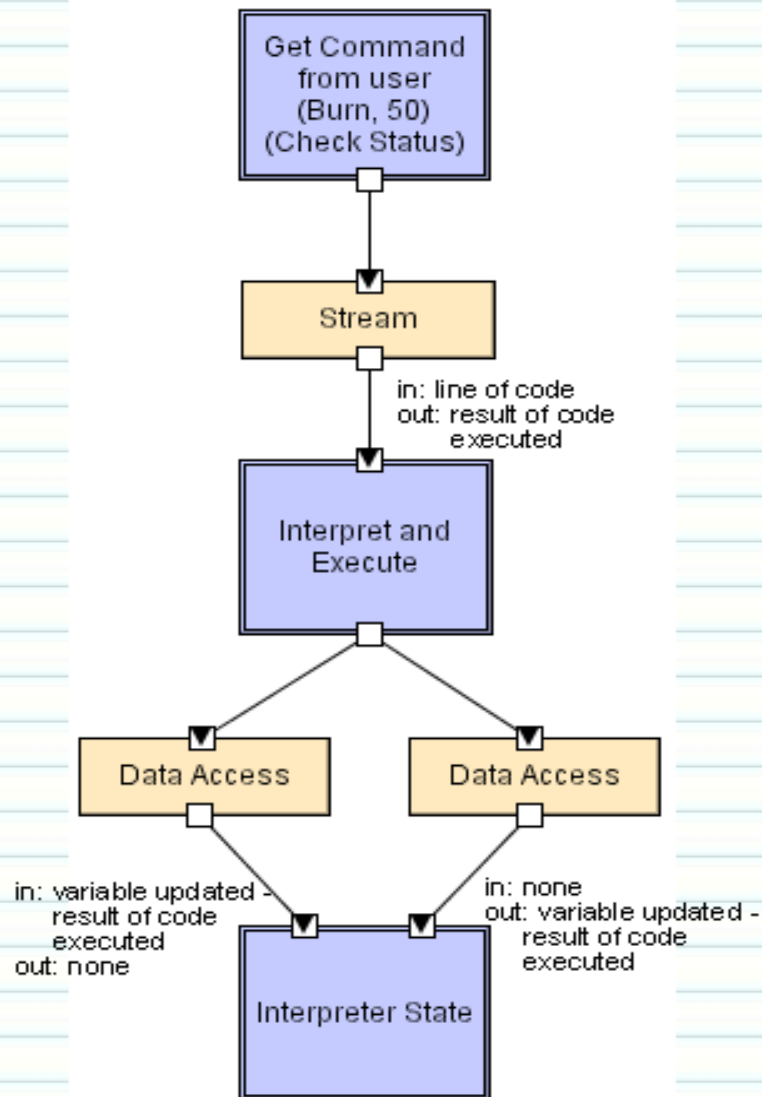 Get Command
from user
(Burn, 50)
(Check Status)
Stream
in: line of code
out: result of code
executed
Interpret and
Execute
Data Access
Data Access
in: variable updated -
result of code
executed
out: none
in: none
out: variable updated -
result of code
executed
Interpreter State